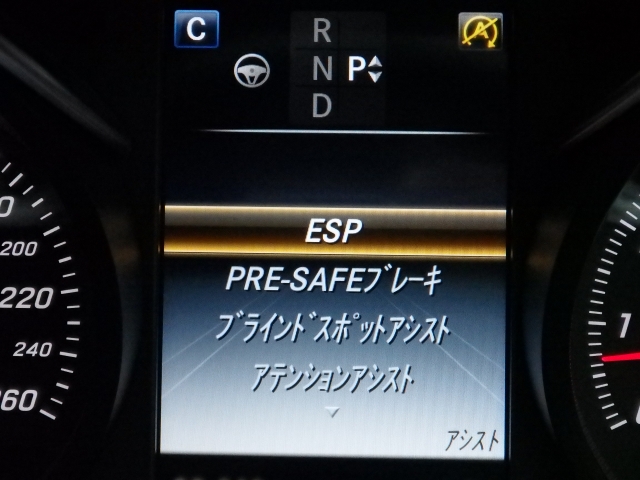 C
A
R
N P
D
ESP
PRE-SAFEブレーキ
ブラインドスポットアシスト
アテンションアシスト
アシスト
200
220
240
260
1